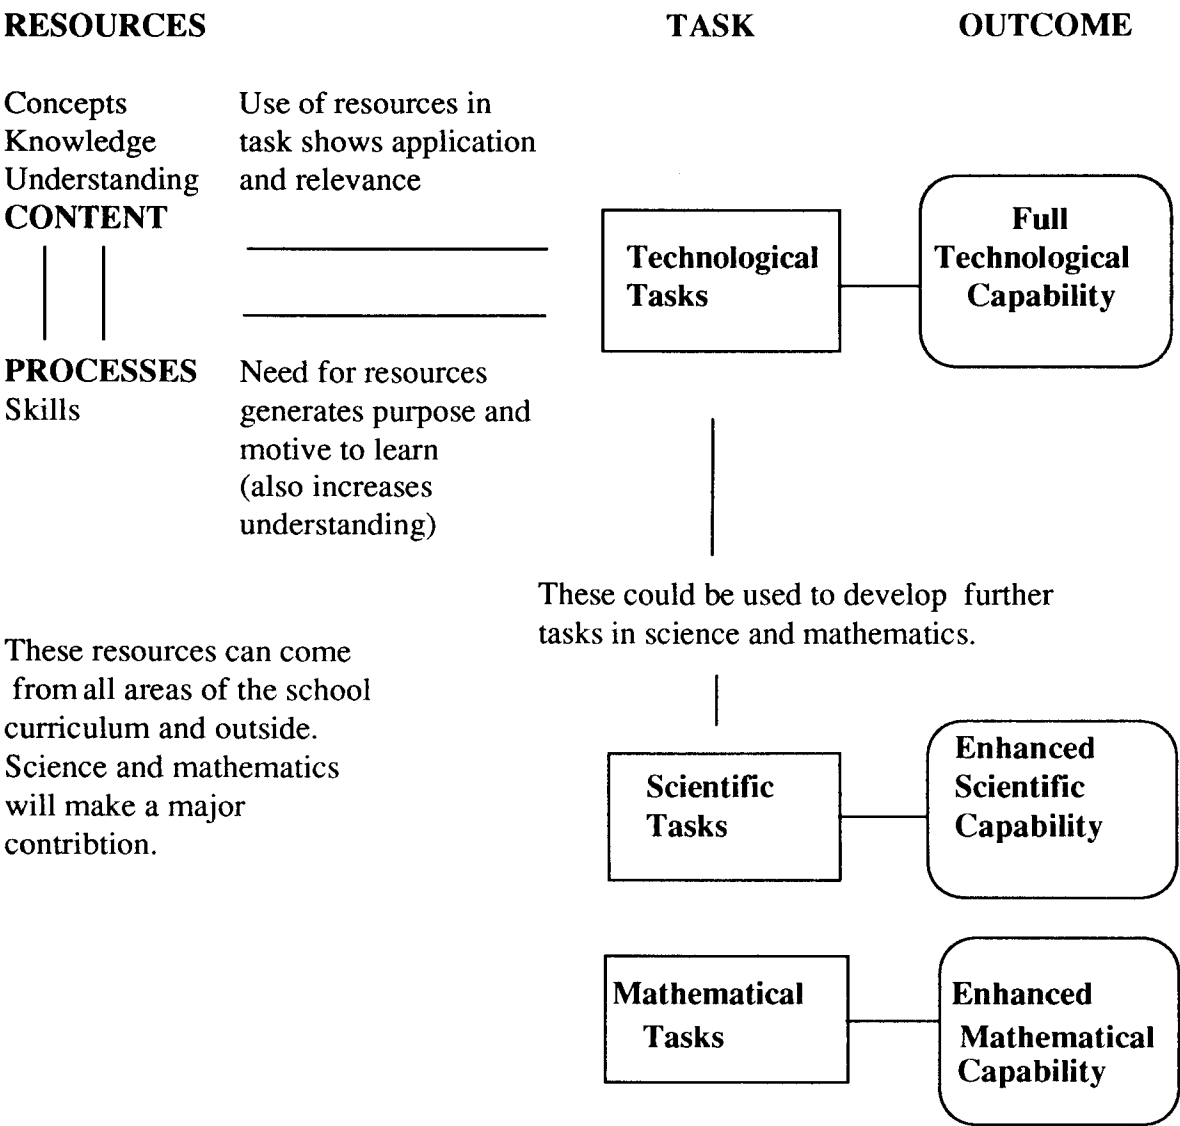 RESOURCES
TASK
OUTCOME
Concepts
Knowledge
Understanding
CONTENT
Use of resources in
task shows application
and relevance
Technological
Tasks
Full
Technological
Capability
PROCESSES
Skills
Need for resources
generates purpose and
motive to learn
(also increases
understanding)
These could be used to develop further
tasks in science and mathematics.
These resources can come
from all areas of the school
curriculum and outside.
Science and mathematics
will make a major
contribtion.
Scientific
Tasks
Enhanced
Scientific
Capability
Mathematical
Tasks
Enhanced
Mathematical
Capability